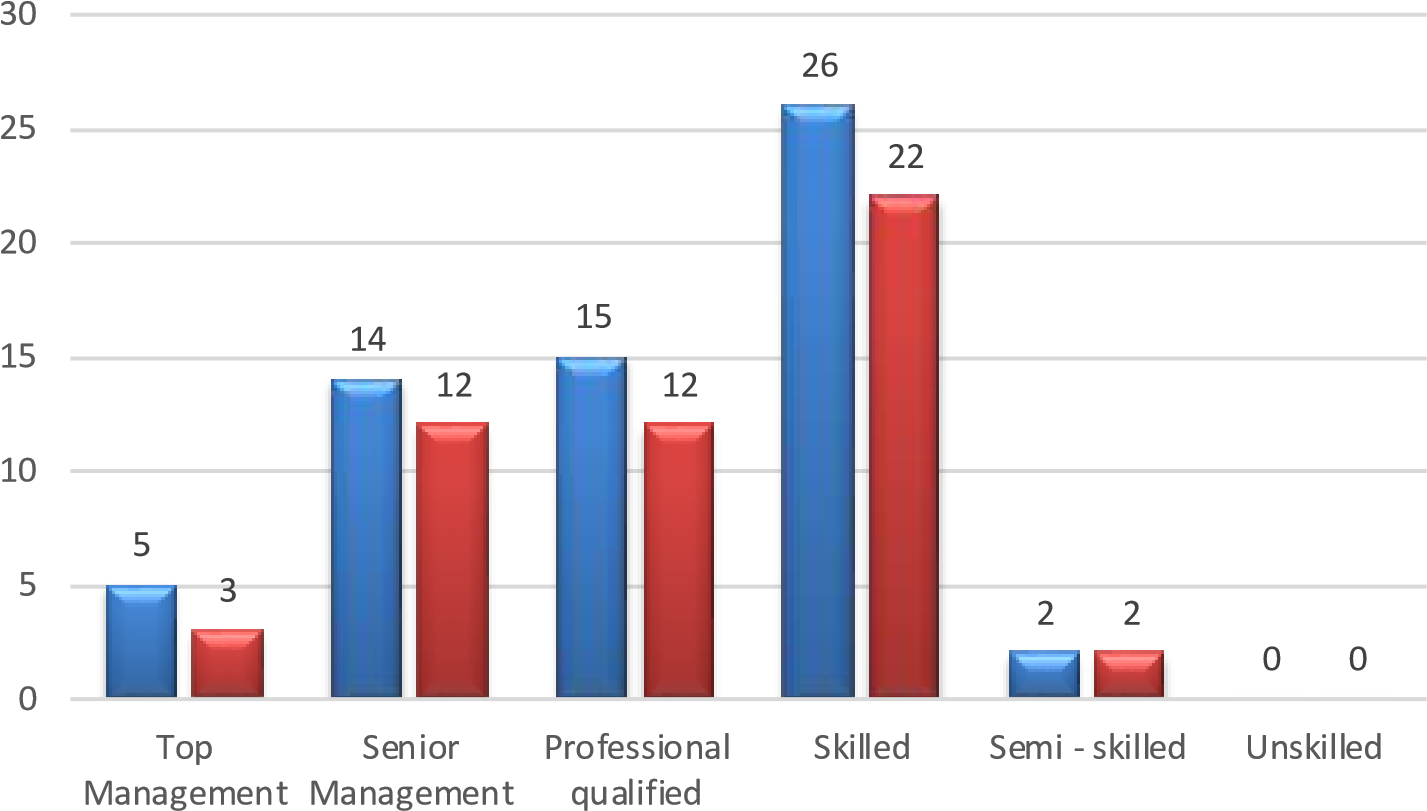 30
25
20
15
10
5
0
5
3
14
12
15
12
26
22
2
2
0
0
Top
Management
Senior
Management
Professional
qualified
Skilled
Semi - skilled
Unskilled